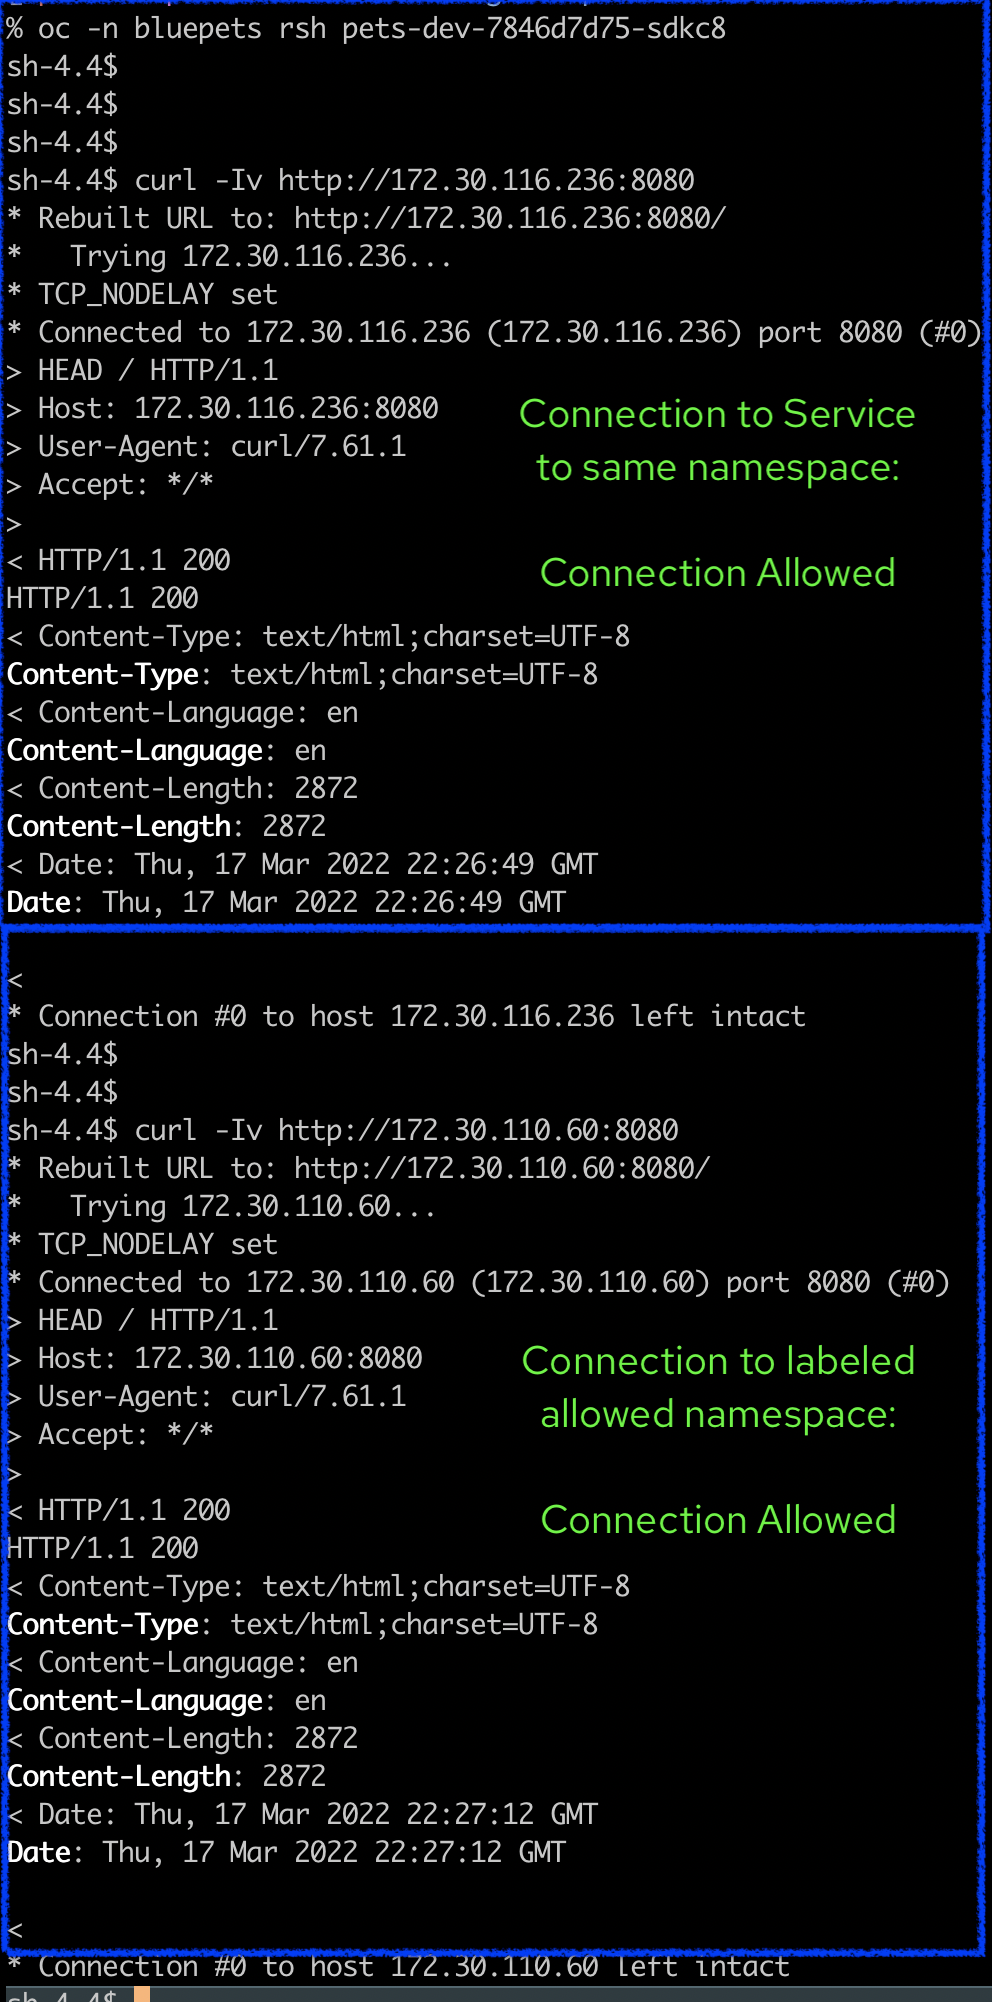 % oc -n bluepets rsh pets-dev-7846d7d75-sdkc8
sh-4.4$
sh-4.4$
sh-4.4$
sh-4.4$ curl -Iv http://172.30.116.236:8080
* Rebuilt URL to: http://172.30.116.236:8080/
*   Trying 172.30.116.236...
* TCP_NODELAY set
* Connected to 172.30.116.236 (172.30.116.236) port 8080 (#0)
> HEAD / HTTP/1.1
> Host: 172.30.116.236:8080
> User-Agent: curl/7.61.1
> Accept: */*
>
Connection to Service
to same namespace:
Connection Allowed
< HTTP/1.1 200
HTTP/1.1 200
< Content-Type: text/html;charset=UTF-8
Content-Type: text/html;charset=UTF-8
< Content-Language: en
Content-Language: en
< Content-Length: 2872
Content-Length: 2872
< Date: Thu, 17 Mar 2022 22:26:49 GMT
Date: Thu, 17 Mar 2022 22:26:49 GMT
<
* Connection #0 to host 172.30.116.236 left intact
sh-4.4$
sh-4.4$
sh-4.4$ curl -Iv http://172.30.110.60:8080
* Rebuilt URL to: http://172.30.110.60:8080/
*   Trying 172.30.110.60...
* TCP_NODELAY set
* Connected to 172.30.110.60 (172.30.110.60) port 8080 (#0)
> HEAD / HTTP/1.1
> Host: 172.30.110.60:8080
> User-Agent: curl/7.61.1
> Accept: */*
>
Connection to labeled
allowed namespace:
Connection Allowed
< HTTP/1.1 200
HTTP/1.1 200
< Content-Type: text/html;charset=UTF-8
Content-Type: text/html;charset=UTF-8
< Content-Language: en
Content-Language: en
< Content-Length: 2872
Content-Length: 2872
< Date: Thu, 17 Mar 2022 22:27:12 GMT
Date: Thu, 17 Mar 2022 22:27:12 GMT
<
* Connection #0 to host 172.30.110.60 left intact
sh-4.4$